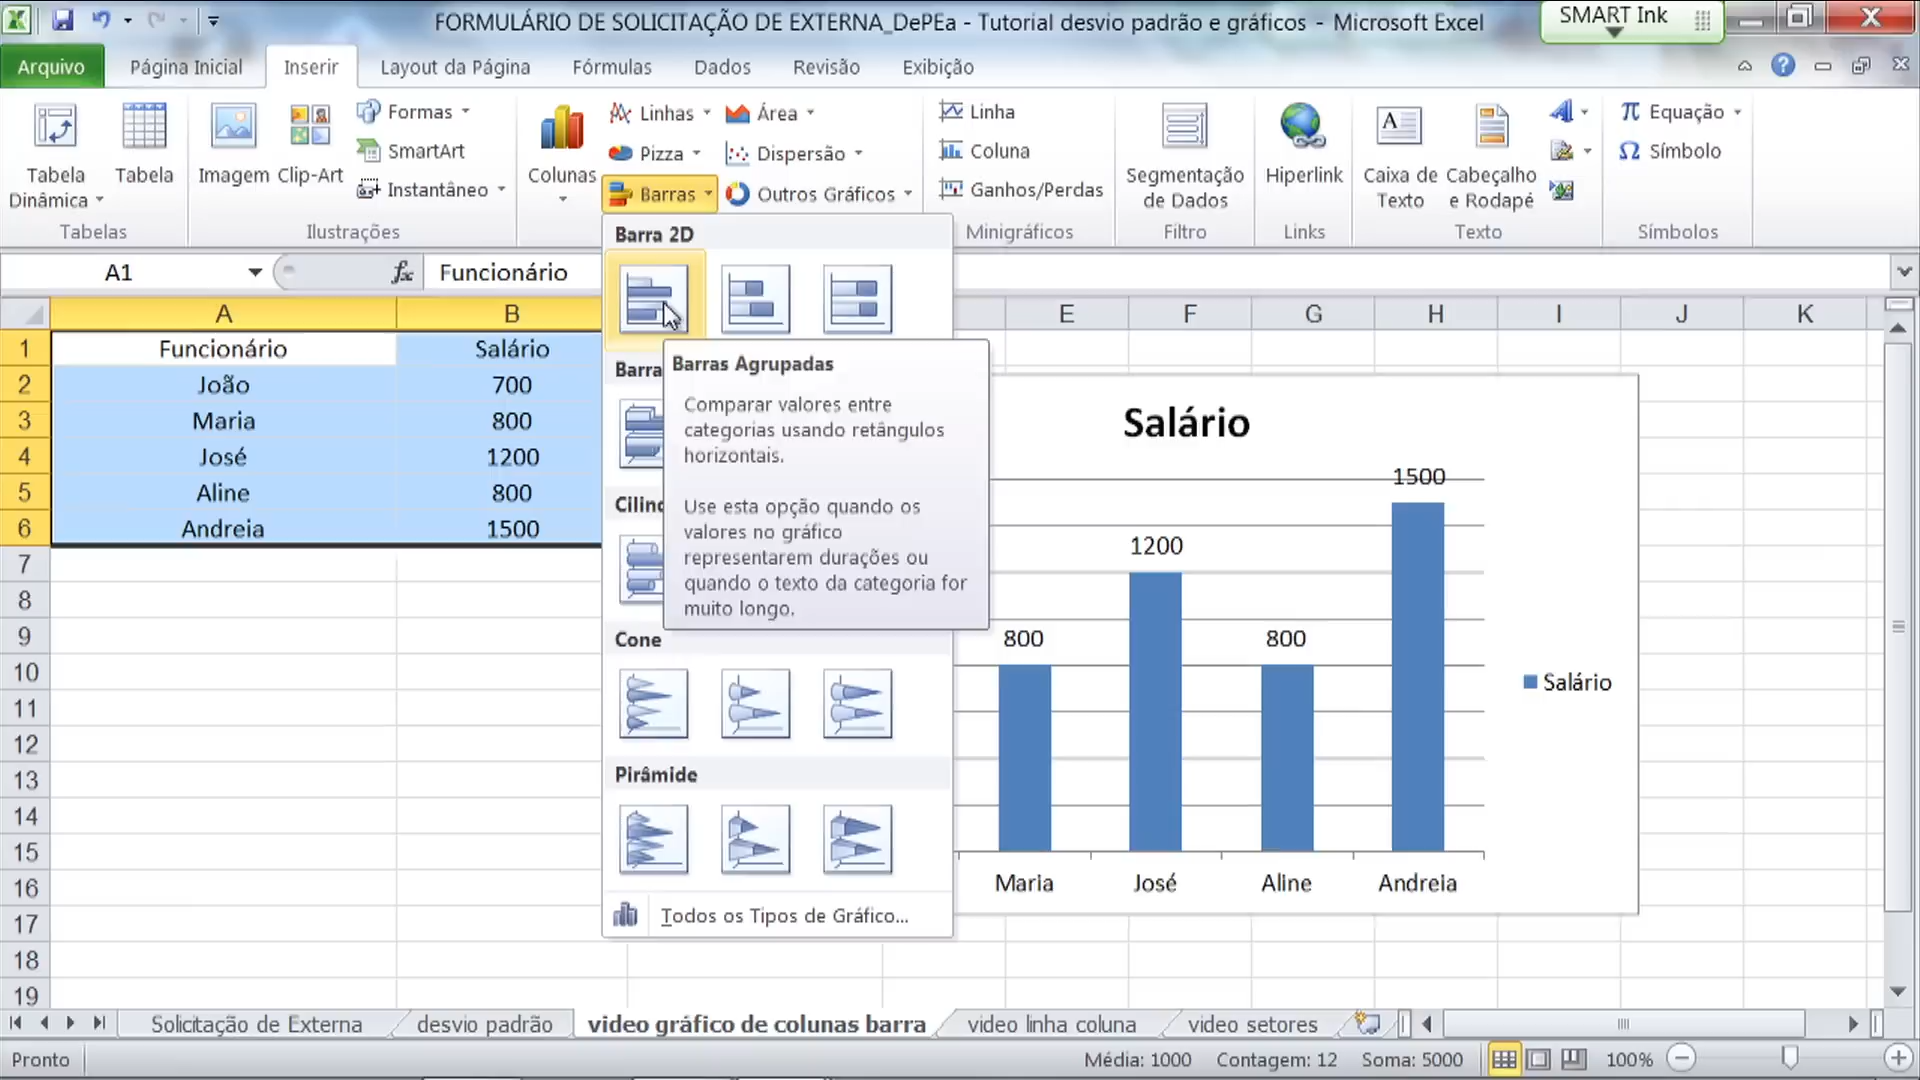 FORMULÁRIO DE SOLICITAÇÃO DE EXTERNA_DePEa - Tutorial desvio padrão e gráficos - Microsoft Excel
SMART Ink
Arquivo Página Inicial Inserir Layout da Página Fórmulas Dados Revisão Exibição
Tabela Dinâmica
Tabela
Tabelas
Imagem
Clip-Art
Formas
SmartArt
Instantâneo
Ilustrações
Colunas
Linhas
Pizza
Barras
Área
Dispersão
Outros Gráficos
Linha
Coluna
Ganhos/Perdas
Minigráficos
Segmentação de Dados
Filtro
Hiperlink
Links
Caixa de Texto
Cabeçalho e Rodapé
Texto
Equação
Símbolo
Símbolos
A1 fx Funcionário
A B E F G H I J K
1 Funcionário Salário
2 João 700
3 Maria 800
4 José 1200
5 Aline 800
6 Andreia 1500
7
8
9
10
11
12
13
14
15
16
17
18
19
Barra 2D
Barra
Cilind
Cone
Pirâmide
Todos os Tipos de Gráfico...
Barras Agrupadas
Comparar valores entre
categorias usando retângulos
horizontais.
Use esta opção quando os
valores no gráfico
representarem durações ou
quando o texto da categoria for
muito longo.
Salário
800
1200
800
1500
Maria José Aline Andreia
Salário
Solicitação de Externa desvio padrão video gráfico de colunas barra video linha coluna video setores
Pronto Média: 1000 Contagem: 12 Soma: 5000 100%